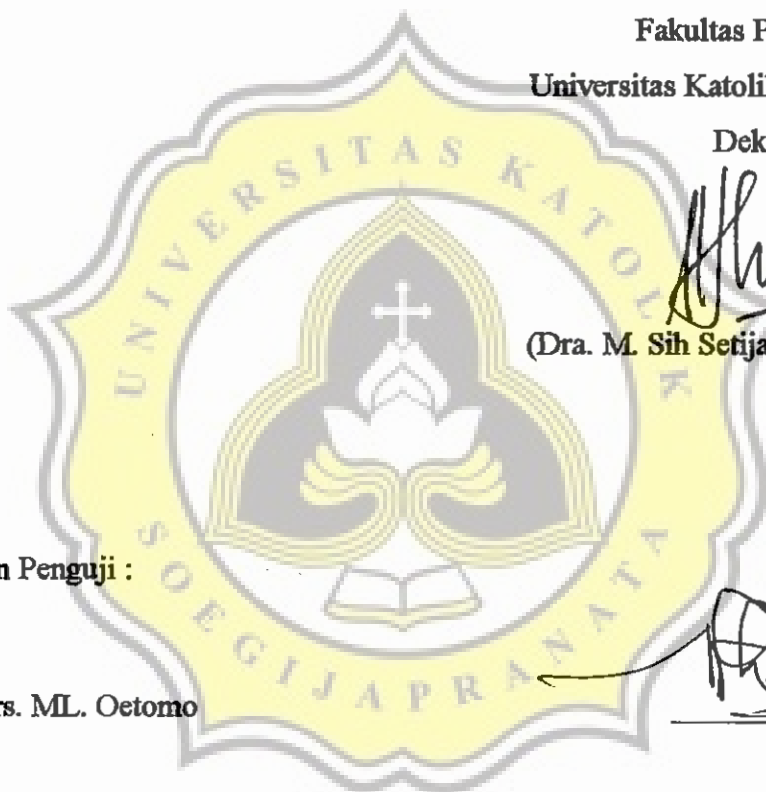 Fakultas P
Universitas Katoli
Dek
(Dra. M. Sih Setija
UNIVERSITAS KATOLIK
SOEGIJAPRANATA
n Penguji :
rs. ML. Oetomo